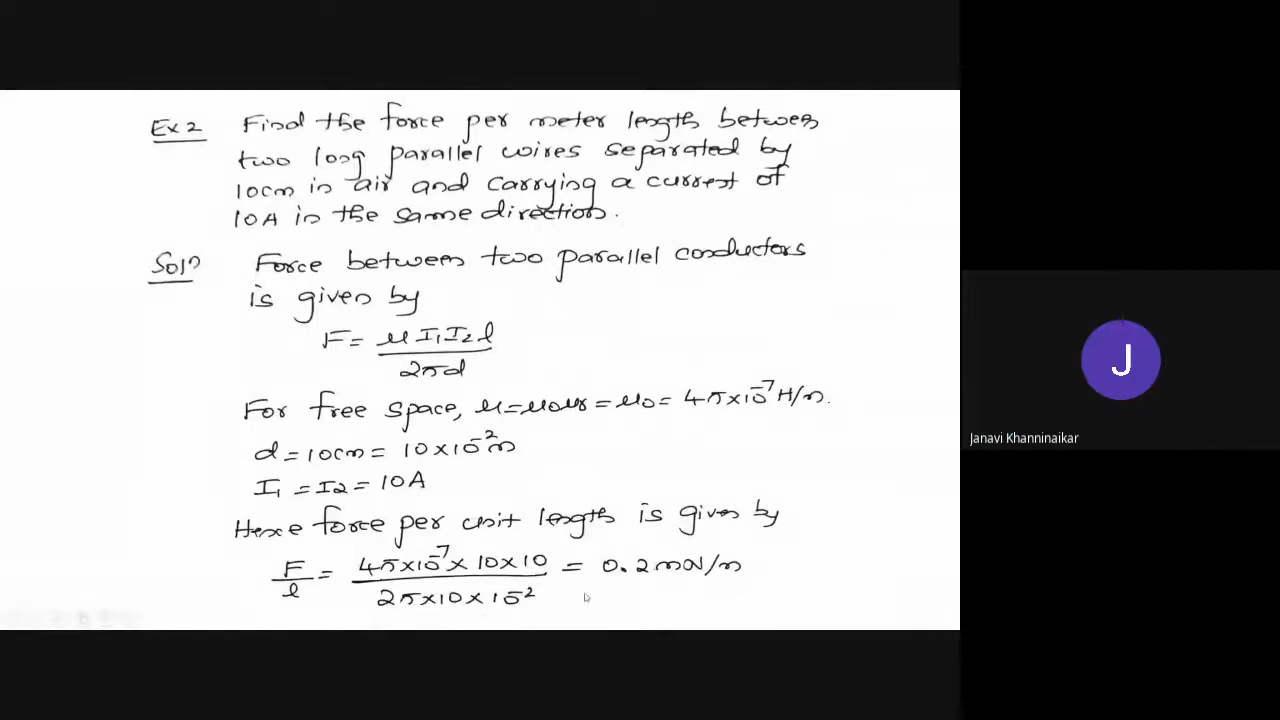 Ex 2 Find the force per meter length between
two long parallel wires separated by
10cm in air and carrying a current of
10A in the same direction.
Solⁿ Force between two parallel conductors
is given by
F = μ I₁ I₂ l / 2πd
For free space, μ = μ₀μr = μ₀ = 4π×10⁻⁷ H/m.
d = 10cm = 10×10⁻² m
I₁ = I₂ = 10A
Hence force per unit length is given by
F/l = 4π×10⁻⁷ × 10×10 / 2π×10×10⁻² = 0.2 mN/m
J
Janavi Khanninaikar